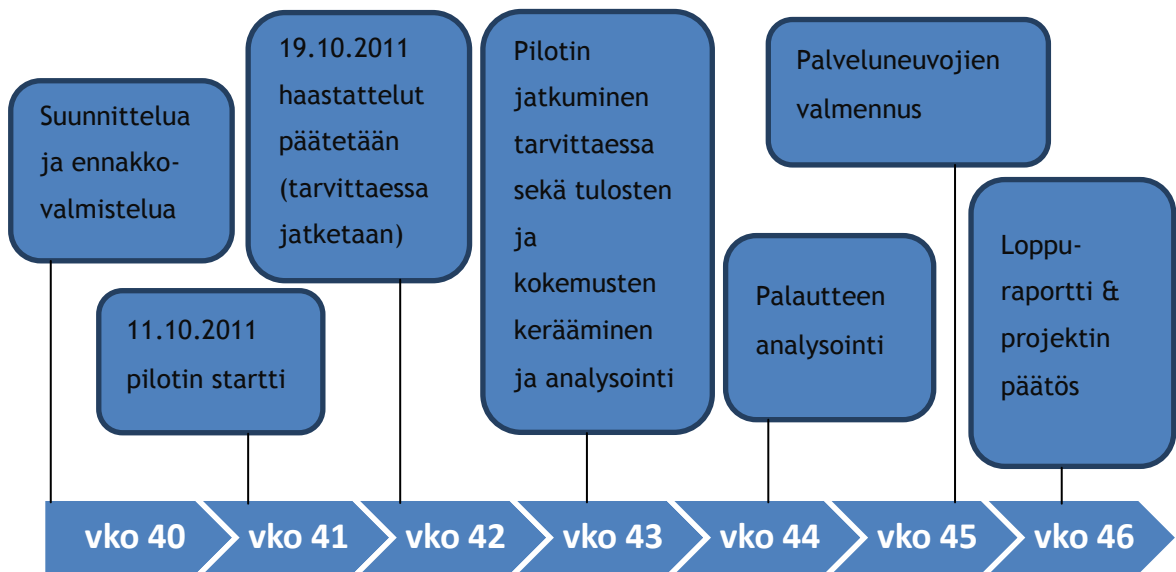 Suunnittelua
ja ennakko-
valmistelua
11.10.2011
pilotin startti
19.10.2011
haastattelut
päätetään
(tarvittaessa
jatketaan)
Pilotin
jatkuminen
tarvittaessa
sekä tulosten
ja
kokemusten
kerääminen
ja analysointi
Palautteen
analysointi
Palveluneuvojien
valmennus
Loppu-
raportti &
projektin
päätös
vko 40
vko 41
vko 42
vko 43
vko 44
vko 45
vko 46